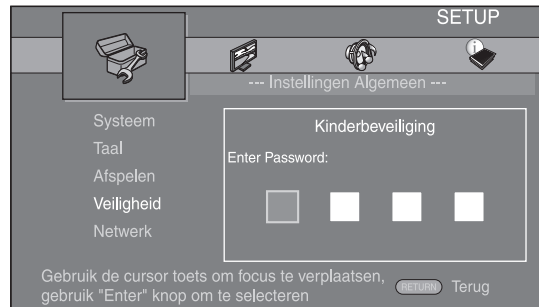 SETUP
--- Instellingen Algemeen ---
Systeem
Taal
Afspelen
Veiligheid
Netwerk
Kinderbeveiliging
Enter Password:
Gebruik de cursor toets om focus te verplaatsen,
gebruik "Enter" knop om te selecteren
RETURN Terug